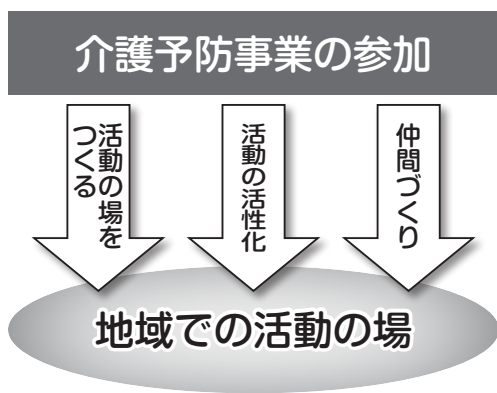 介護予防事業の参加
活動の場を
つくる
活動の活性化
仲間づくり
地域での活動の場